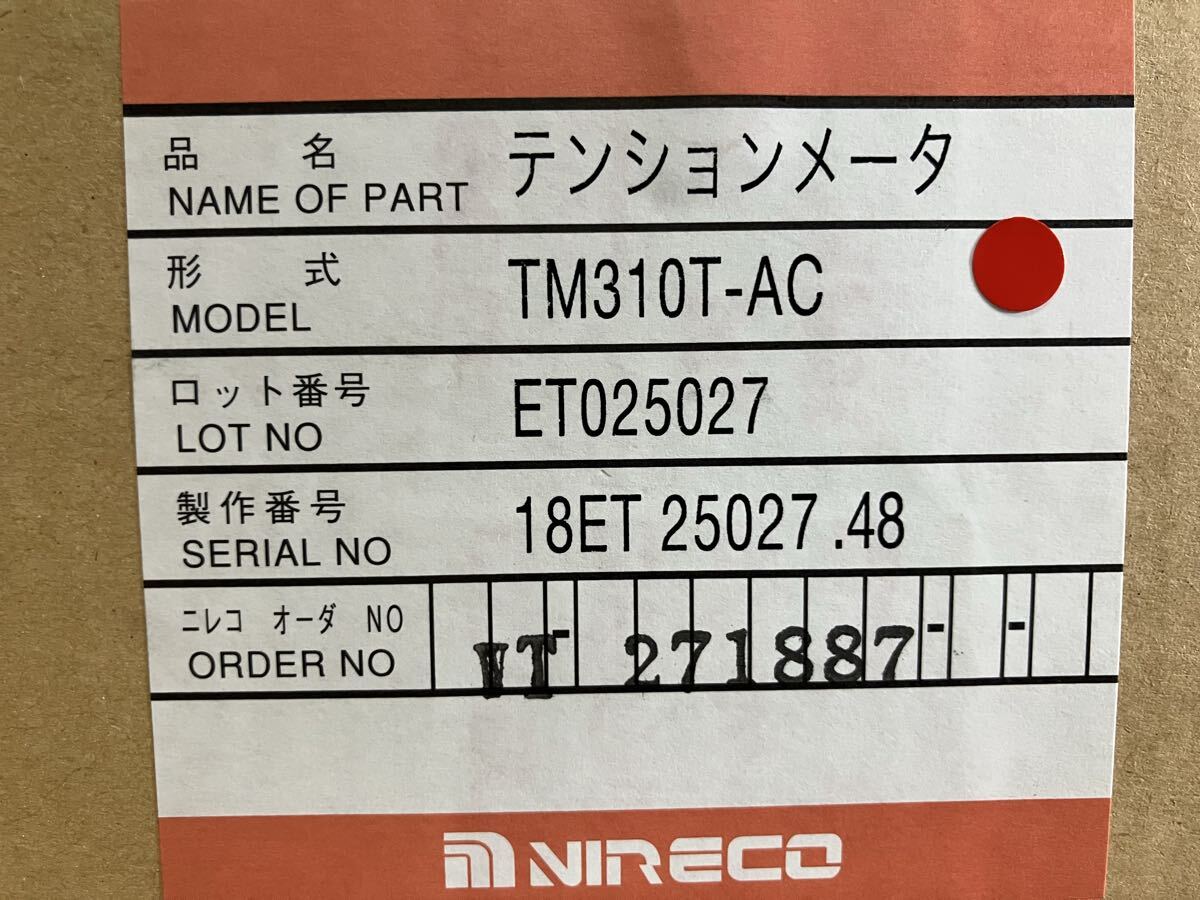 品名 テンションメータ
NAME OF PART
形式 TM310T-AC
MODEL
ロット番号 ET025027
LOT NO
製作番号 18ET 25027 .48
SERIAL NO
ニレコ オーダ NO VT- 271887- -
ORDER NO
NIRECO